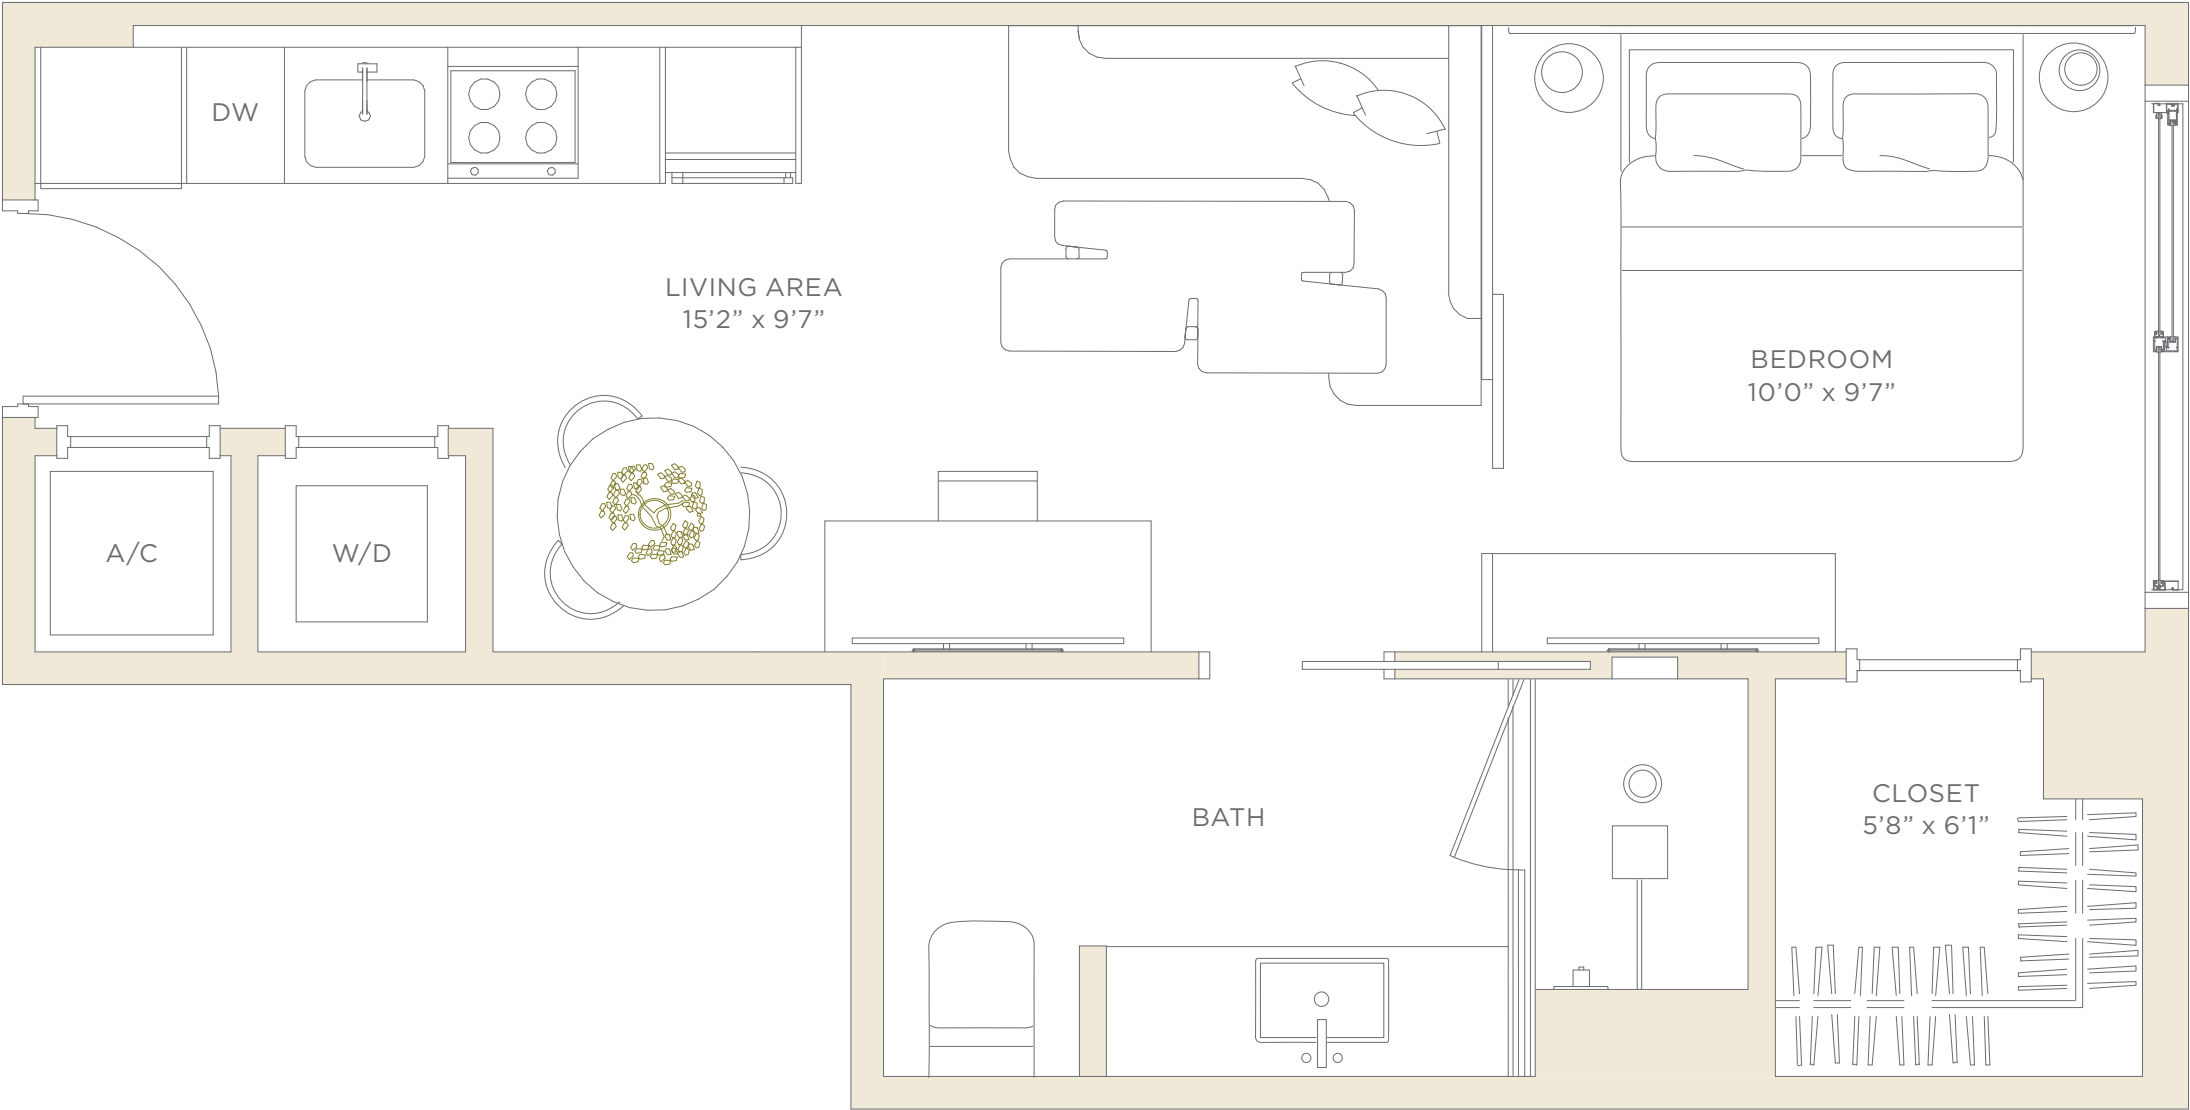 DW
LIVING AREA
15’2” x 9’7”
BEDROOM
10’0” x 9’7”
A/C
W/D
BATH
CLOSET
5’8” x 6’1”